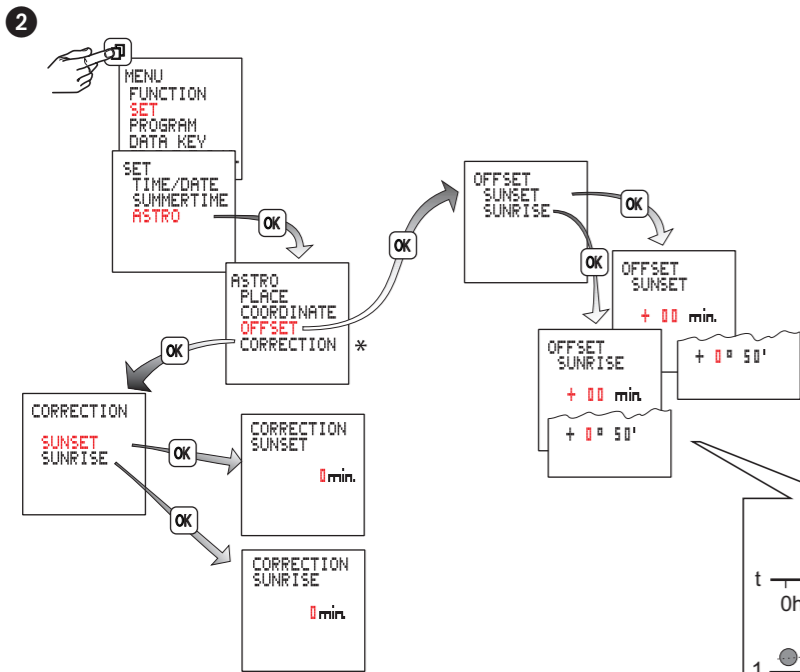 2
MENU
FUNCTION
SET
PROGRAM
DATA KEY
SET
TIME/DATE
SUMMERTIME
ASTRO
OK
ASTRO
PLACE
COORDINATE
OFFSET
CORRECTION *
OK
OK
OFFSET
SUNSET
SUNRISE
OK
OK
OFFSET
SUNSET
+ 00 min.
+ 0° 50'
OFFSET
SUNRISE
+ 00 min.
+ 0° 50'
CORRECTION
SUNSET
SUNRISE
OK
OK
CORRECTION
SUNSET
0 min.
CORRECTION
SUNRISE
0 min.
t
0h
1